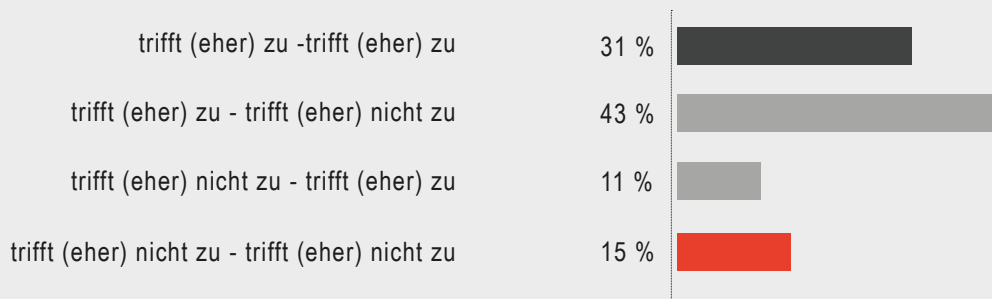 trifft (eher) zu -trifft (eher) zu 31 %
trifft (eher) zu - trifft (eher) nicht zu 43 %
trifft (eher) nicht zu - trifft (eher) zu 11 %
trifft (eher) nicht zu - trifft (eher) nicht zu 15 %